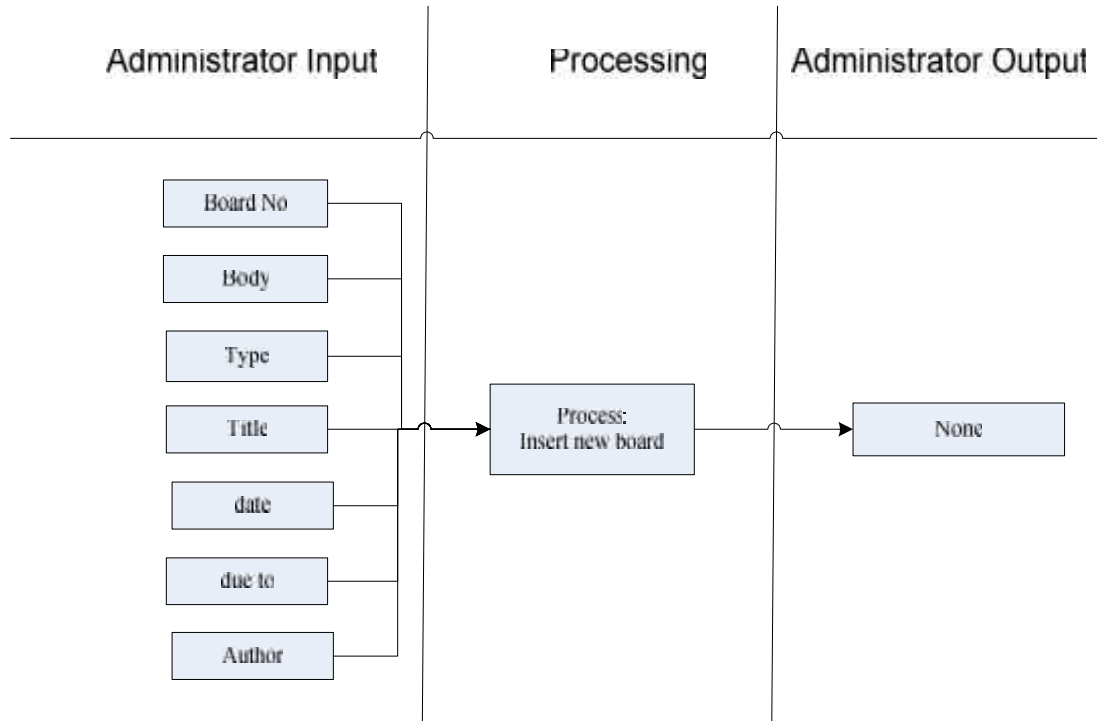 Administrator Input
Processing
Administrator Output
Board No
Body
Type
Title
date
due to
Author
Process:
Insert new board
None